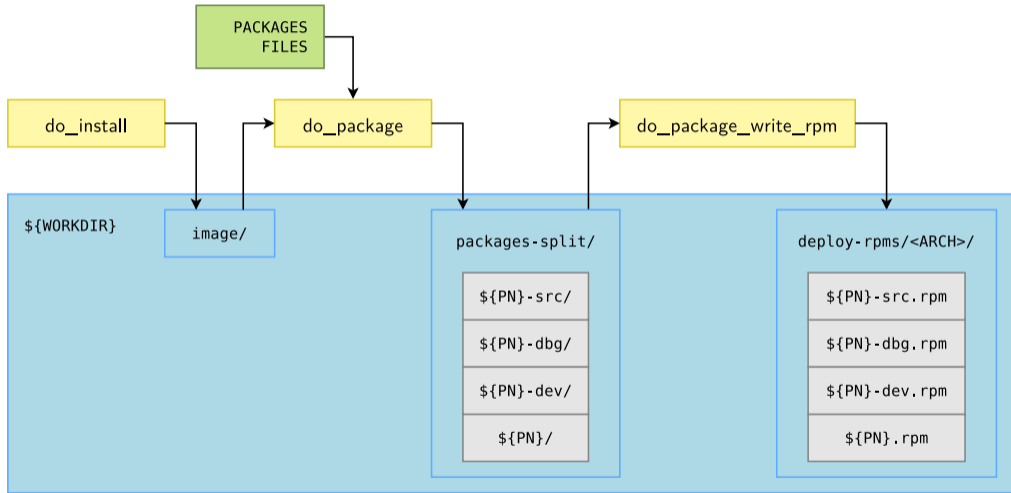 PACKAGES
FILES
do_install
do_package
do_package_write_rpm
${WORKDIR}
image/
packages-split/
${PN}-src/
${PN}-dbg/
${PN}-dev/
${PN}/
deploy-rpms/<ARCH>/
${PN}-src.rpm
${PN}-dbg.rpm
${PN}-dev.rpm
${PN}.rpm